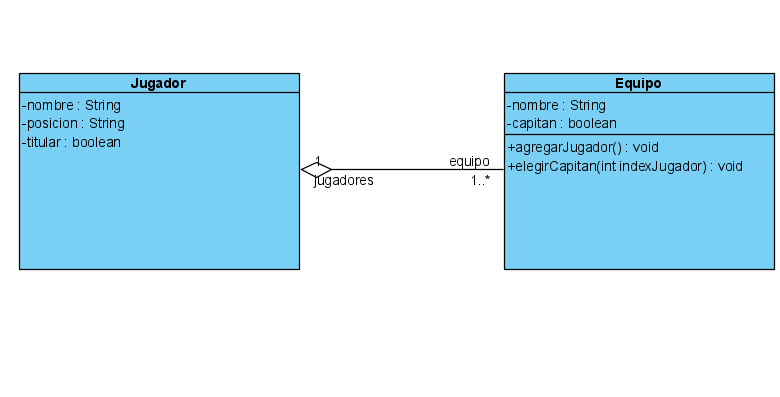 Jugador
-nombre : String
-posicion : String
-titular : boolean
1
jugadores
equipo
1..*
Equipo
-nombre : String
-capitan : boolean
+agregarJugador() : void
+elegirCapitan(int indexJugador) : void